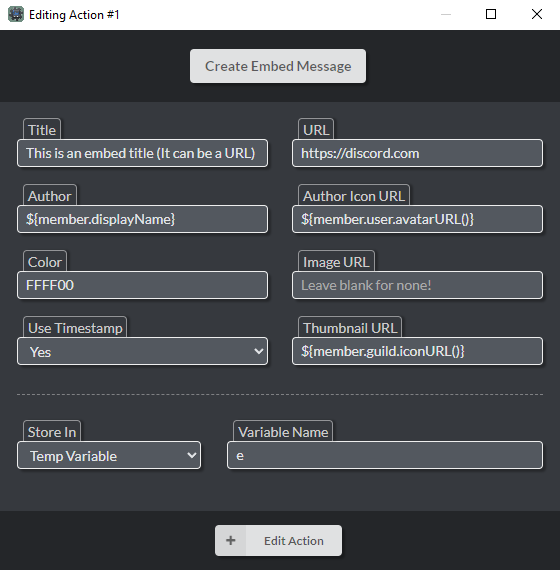 Editing Action #1
Create Embed Message
Title
URL
This is an embed title (It can be a URL)
https://discord.com
Author
Author Icon URL
${member.displayName}
${member.user.avatarURL()}
Color
Image URL
FFFF00
Leave blank for none!
Use Timestamp
Thumbnail URL
Yes
${member.guild.iconURL()}
Store In
Variable Name
Temp Variable
e
+ Edit Action